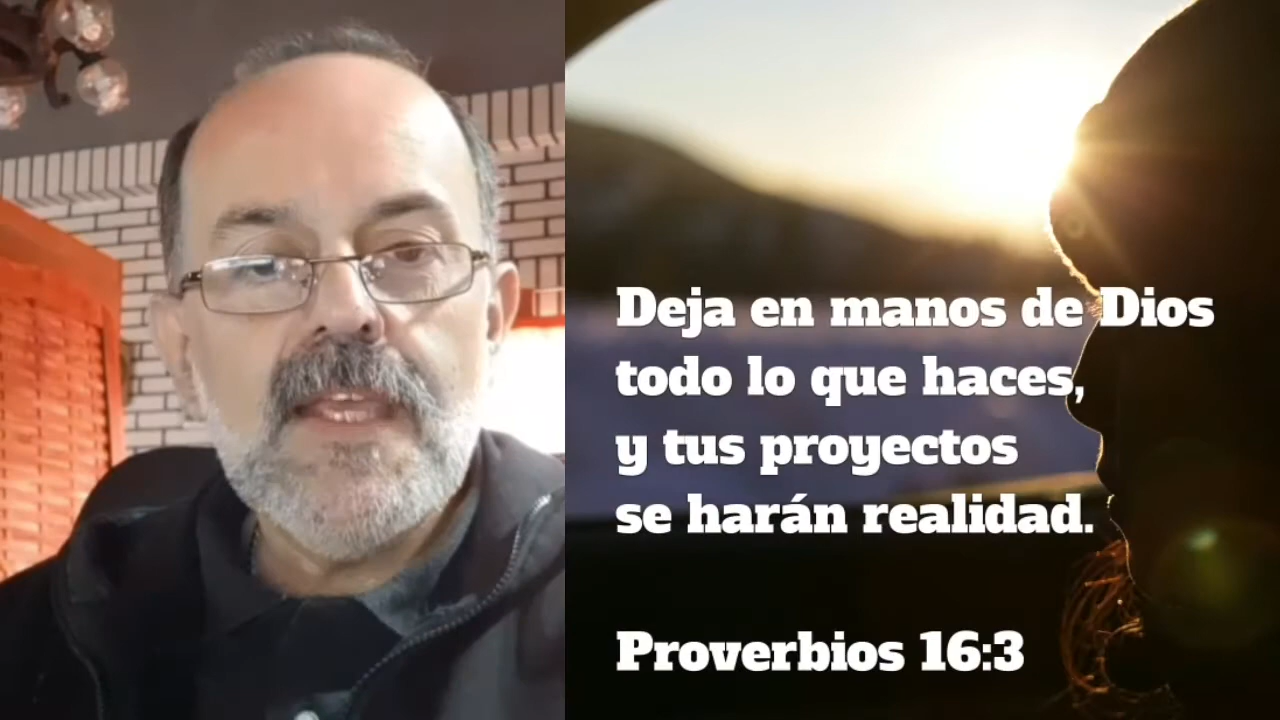 Deja en manos de Dios
todo lo que haces,
y tus proyectos
se harán realidad.
Proverbios 16:3